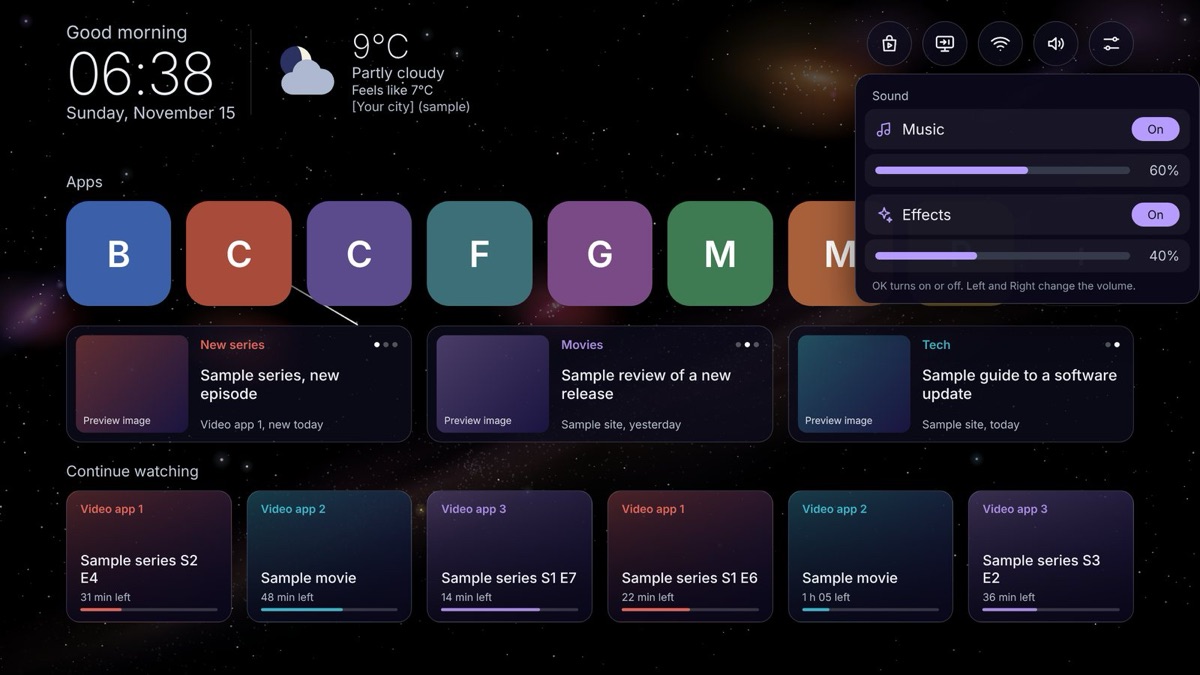 Good morning
06:38
Sunday, November 15
9°C
Partly cloudy
Feels like 7°C
[Your city] (sample)
Sound
Music
On
60%
Effects
On
40%
OK turns on or off. Left and Right change the volume.
Apps
B
C
C
F
G
M
M
New series
Sample series, new
episode
Video app 1, new today
Preview image
Movies
Sample review of a new
release
Sample site, yesterday
Preview image
Tech
Sample guide to a software
update
Sample site, today
Preview image
Continue watching
Video app 1
Sample series S2
E4
31 min left
Video app 2
Sample movie
48 min left
Video app 3
Sample series S1 E7
14 min left
Video app 1
Sample series S1 E6
22 min left
Video app 2
Sample movie
1 h 05 left
Video app 3
Sample series S3
E2
36 min left